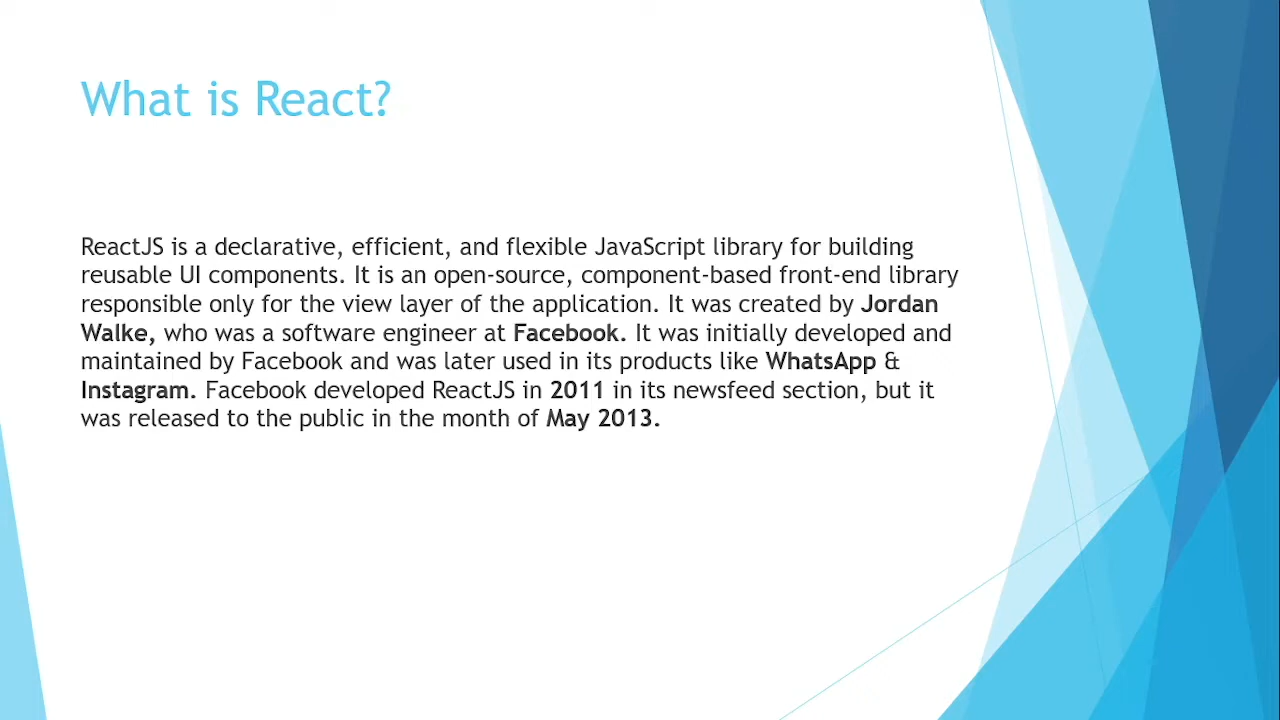 What is React?
ReactJS is a declarative, efficient, and flexible JavaScript library for building
reusable UI components. It is an open-source, component-based front-end library
responsible only for the view layer of the application. It was created by Jordan
Walke, who was a software engineer at Facebook. It was initially developed and
maintained by Facebook and was later used in its products like WhatsApp &
Instagram. Facebook developed ReactJS in 2011 in its newsfeed section, but it
was released to the public in the month of May 2013.